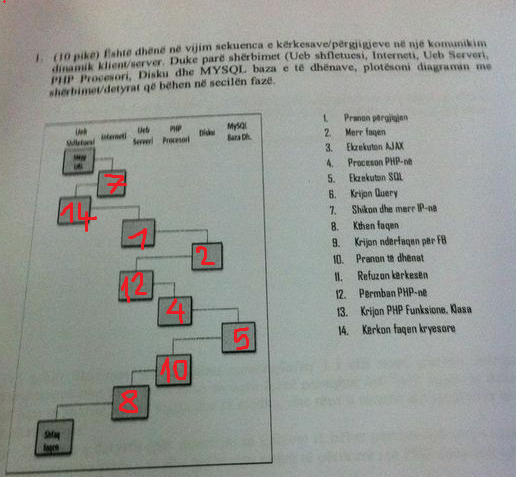 1. (10 pikë) Është dhënë në vijim sekuenca e kërkesave/përgjigjeve në një komunikim
dinamik klient/server. Duke parë shërbimet (Ueb shfletuesi, Interneti, Ueb Serveri,
PHP Procesori, Disku dhe MYSQL baza e të dhënave, plotësoni diagramin me
shërbimet/detyrat që bëhen në secilën fazë.
Ueb Shfletuesi
Interneti
Ueb Serveri
PHP Procesori
Disku
MySQL Baza Dh.
7
14
1
2
12
4
5
10
8
Shfaq faqen
1. Pranon përgjigjen
2. Merr faqen
3. Ekzekuton AJAX
4. Proceson PHP-në
5. Ekzekuton SQL
6. Krijon Query
7. Shikon dhe merr IP-në
8. Kthen faqen
9. Krijon ndërfaqen për FB
10. Pranon të dhënat
11. Refuzon kërkesën
12. Përmban PHP-në
13. Krijon PHP Funksione, Klasa
14. Kërkon faqen kryesore